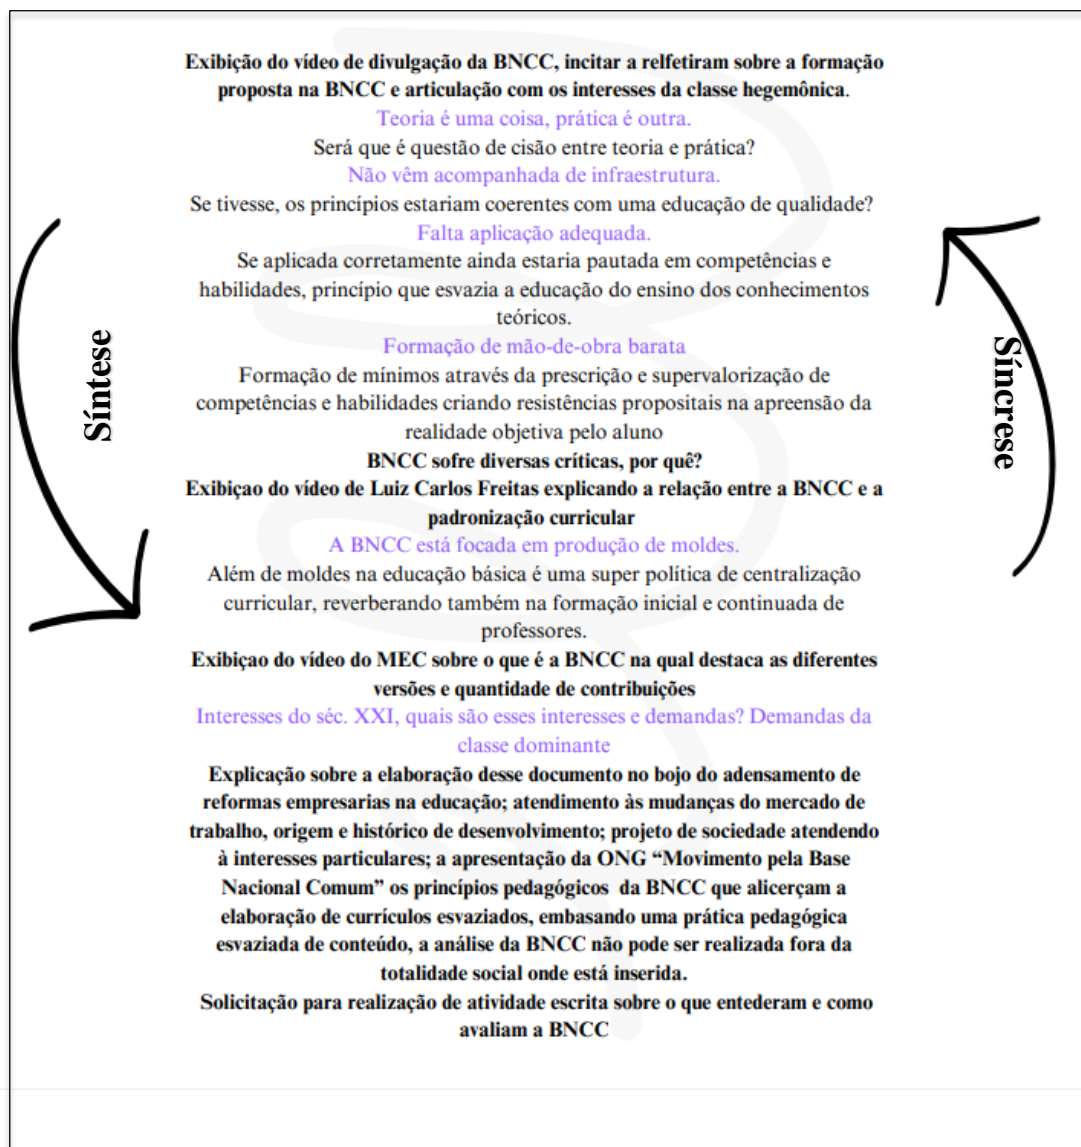 Exibição do vídeo de divulgação da BNCC, incitar a relfetiram sobre a formação
proposta na BNCC e articulação com os interesses da classe hegemônica.
Teoria é uma coisa, prática é outra.
Será que é questão de cisão entre teoria e prática?
Não vêm acompanhada de infraestrutura.
Se tivesse, os princípios estariam coerentes com uma educação de qualidade?
Falta aplicação adequada.
Se aplicada corretamente ainda estaria pautada em competências e
habilidades, princípio que esvazia a educação do ensino dos conhecimentos
teóricos.
Formação de mão-de-obra barata
Formação de mínimos através da prescrição e supervalorização de
competências e habilidades criando resistências propositais na apreensão da
realidade objetiva pelo aluno
BNCC sofre diversas críticas, por quê?
Exibiçao do vídeo de Luiz Carlos Freitas explicando a relação entre a BNCC e a
padronização curricular
A BNCC está focada em produção de moldes.
Além de moldes na educação básica é uma super política de centralização
curricular, reverberando também na formação inicial e continuada de
professores.
Exibiçao do vídeo do MEC sobre o que é a BNCC na qual destaca as diferentes
versões e quantidade de contribuições
Interesses do séc. XXI, quais são esses interesses e demandas? Demandas da
classe dominante
Explicação sobre a elaboração desse documento no bojo do adensamento de
reformas empresarias na educação; atendimento às mudanças do mercado de
trabalho, origem e histórico de desenvolvimento; projeto de sociedade atendendo
à interesses particulares; a apresentação da ONG “Movimento pela Base
Nacional Comum” os princípios pedagógicos da BNCC que alicerçam a
elaboração de currículos esvaziados, embasando uma prática pedagógica
esvaziada de conteúdo, a análise da BNCC não pode ser realizada fora da
totalidade social onde está inserida.
Solicitação para realização de atividade escrita sobre o que entederam e como
avaliam a BNCC
Síntese
Síncrese